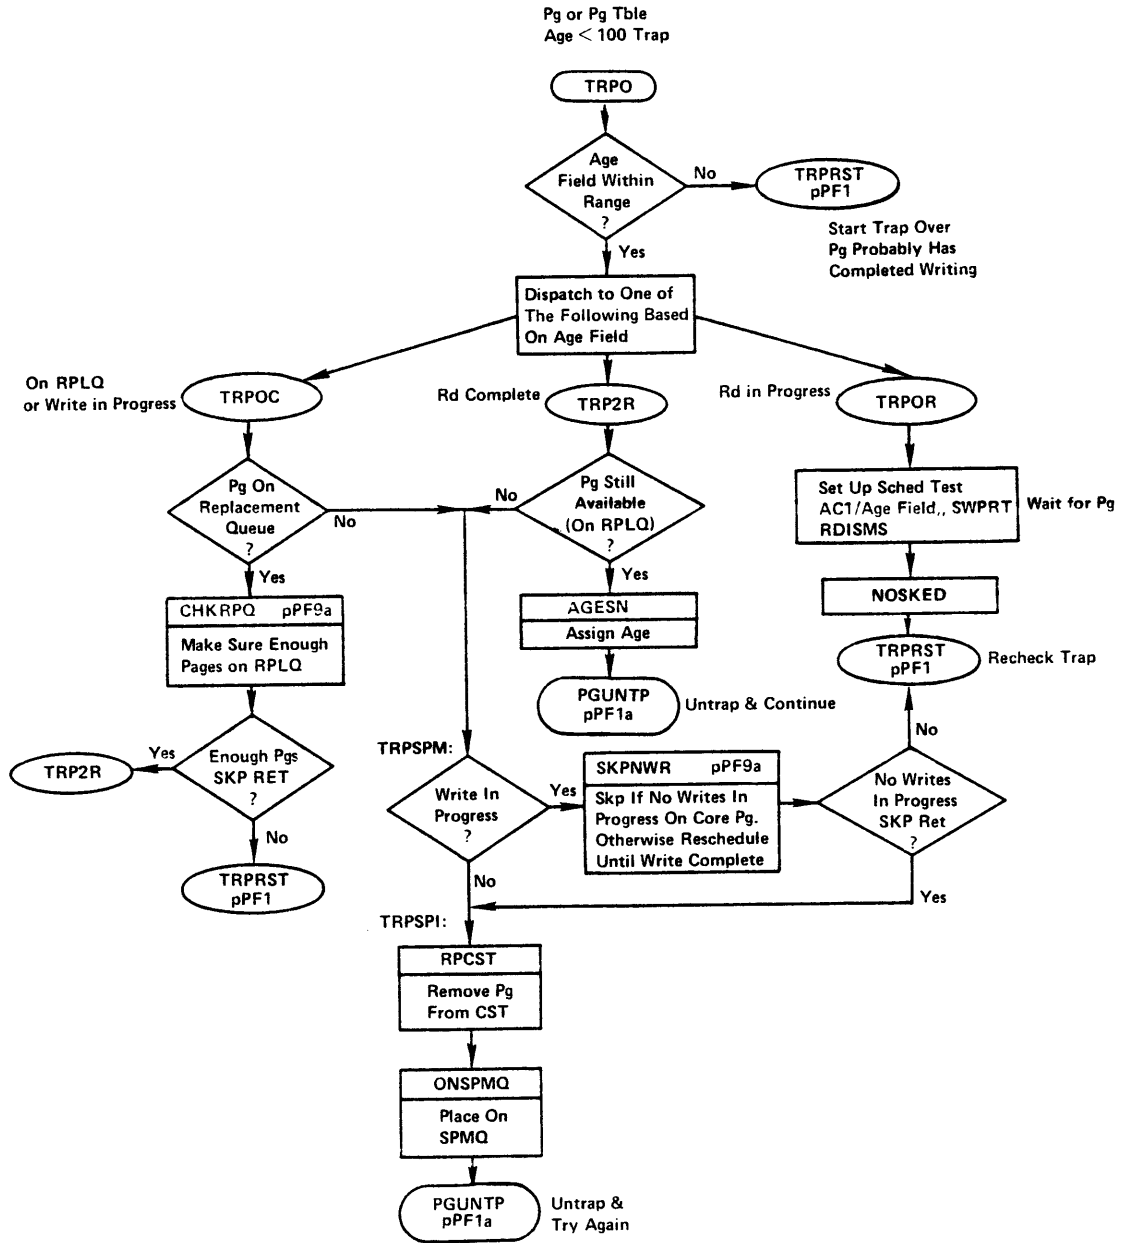 Pg or Pg Tble
Age < 100 Trap
TRPO
Age
Field Within
Range
?
No
TRPRST
pPF1
Start Trap Over
Pg Probably Has
Completed Writing
Yes
Dispatch to One of
The Following Based
On Age Field
On RPLQ
or Write in Progress
TRPOC
Rd Complete
TRP2R
Rd in Progress
TRPOR
Pg On
Replacement
Queue
?
No
Yes
Pg Still
Available
(On RPLQ)
?
No
Yes
Set Up Sched Test
AC1/Age Field,, SWPRT
RDISMS
Wait for Pg
NOSKED
TRPRST
pPF1
Recheck Trap
CHKRPQ pPF9a
Make Sure Enough
Pages on RPLQ
AGESN
Assign Age
PGUNTP
pPF1a
Untrap & Continue
Enough Pgs
SKP RET
?
Yes
TRP2R
No
TRPRST
pPF1
TRPSPM:
Write In
Progress
?
Yes
No
SKPNWR pPF9a
Skp If No Writes In
Progress On Core Pg.
Otherwise Reschedule
Until Write Complete
No
No Writes
In Progress
SKP Ret
?
Yes
TRPSPI:
RPCST
Remove Pg
From CST
ONSPMQ
Place On
SPMQ
PGUNTP
pPF1a
Untrap &
Try Again